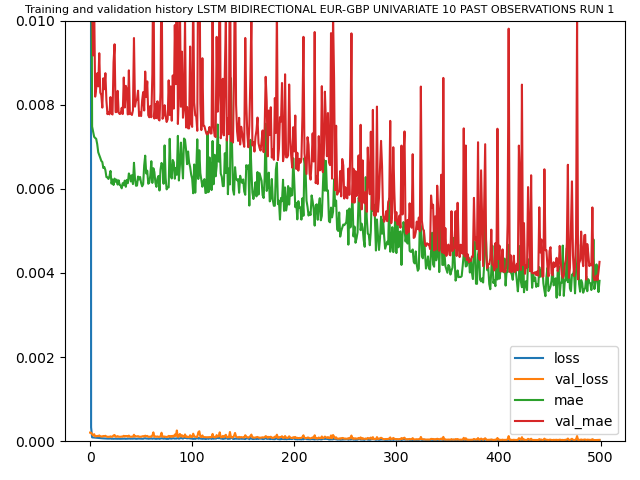 Training and validation history LSTM BIDIRECTIONAL EUR-GBP UNIVARIATE 10 PAST OBSERVATIONS RUN 1
0.010
0.008
0.006
0.004
0.002
0.000
0
100
200
300
400
500
loss
val_loss
mae
val_mae